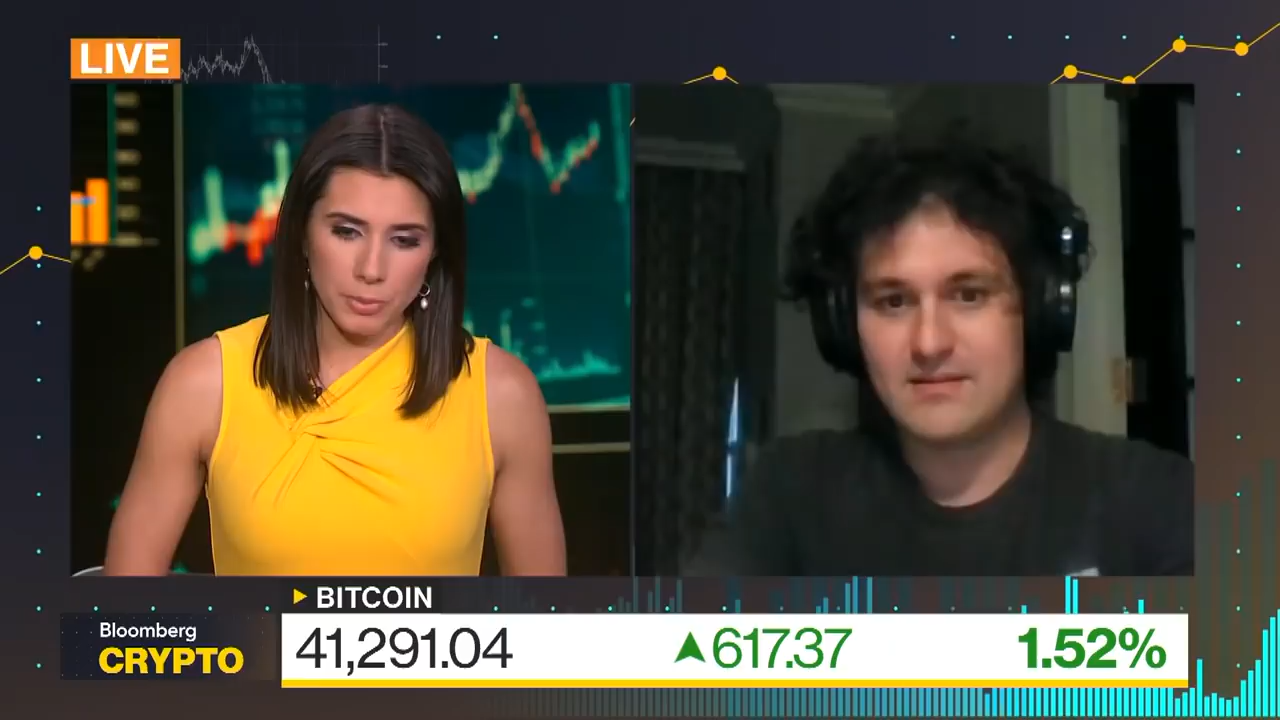 LIVE
BITCOIN
Bloomberg
CRYPTO
41,291.04 ▲617.37 1.52%